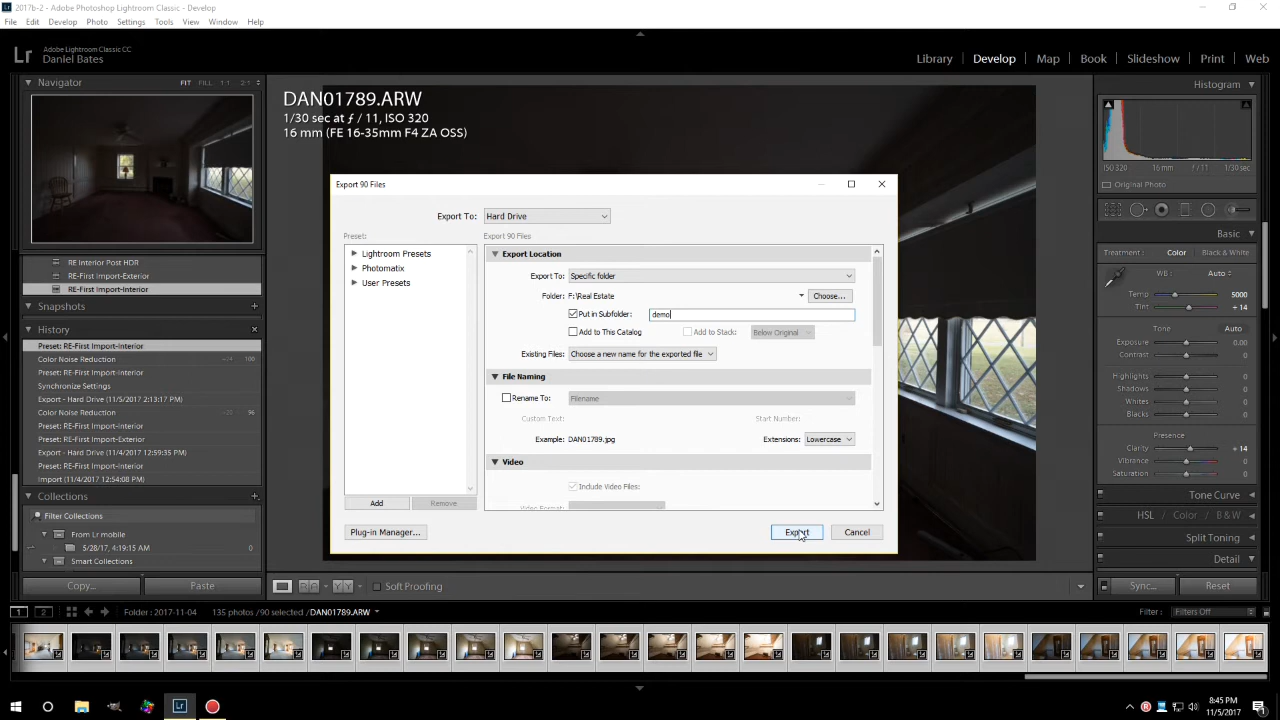 2017b-2 - Adobe Photoshop Lightroom Classic - Develop
File Edit Develop Photo Settings Tools View Window Help
Lr Adobe Lightroom Classic CC
Daniel Bates
Library | Develop | Map | Book | Slideshow | Print | Web
Navigator FIT FILL 1:1 2:1
RE Interior Post HDR
RE-First Import-Exterior
RE-First Import-Interior
Snapshots +
History
Preset: RE-First Import-Interior
Color Noise Reduction
Preset: RE-First Import-Interior
Synchronize Settings
Export - Hard Drive (11/5/2017 2:13:17 PM)
Color Noise Reduction 96
Preset: RE-First Import-Interior
Preset: RE-First Import-Exterior
Export - Hard Drive (11/4/2017 12:59:35 PM)
Preset: RE-First Import-Interior
Import (11/4/2017 12:54:08 PM)
Collections
Filter Collections
From Lr mobile
5/28/17, 4:19:15 AM 0
Smart Collections
Copy... Paste
DAN01789.ARW
1/30 sec at ƒ / 11, ISO 320
16 mm (FE 16-35mm F4 ZA OSS)
Export 90 Files
Export To: Hard Drive
Preset: Export 90 Files
Lightroom Presets
Photomatix
User Presets
Add Remove
Plug-in Manager...
Export Location
Export To: Specific folder
Folder: F:\Real Estate Choose...
Put in Subfolder: demo
Add to This Catalog Add to Stack: Below Original
Existing Files: Choose a new name for the exported file
File Naming
Rename To: Filename
Custom Text: Start Number:
Example: DAN01789.jpg Extensions: Lowercase
Video
Include Video Files:
Video Format:
Export Cancel
Histogram
ISO 320 16 mm ƒ / 11 1/30 sec
Original Photo
Basic
Treatment: Color | Black & White
WB: Auto
Temp 5000
Tint + 14
Tone Auto
Exposure 0.00
Contrast
Highlights
Shadows
Whites
Blacks
Presence
Clarity + 14
Vibrance
Saturation
Tone Curve
HSL / Color / B & W
Split Toning
Detail
Sync... Reset
Soft Proofing
1 2 Folder : 2017-11-04 135 photos /90 selected /DAN01789.ARW
Filter : Filters Off
8:45 PM
11/5/2017